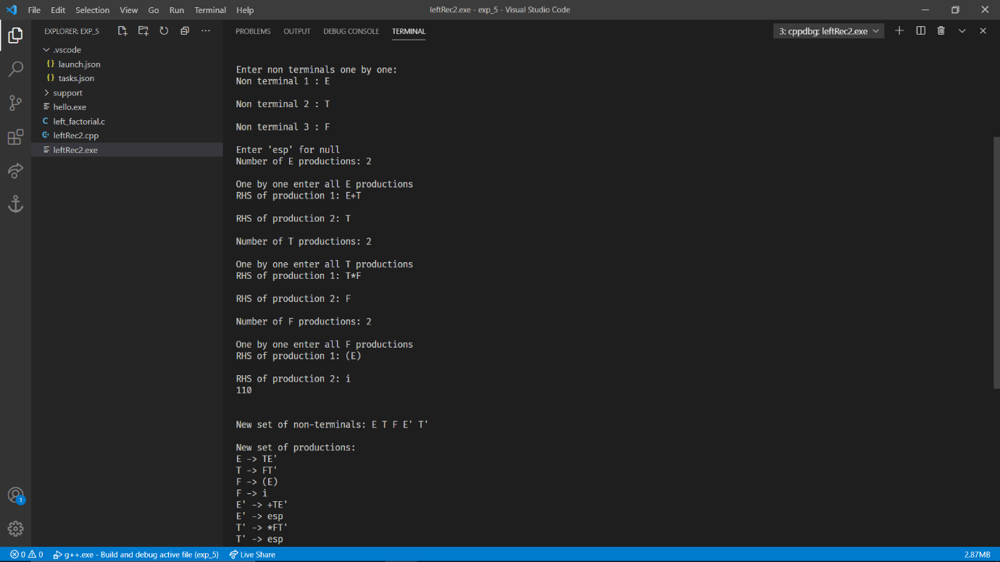 File Edit Selection View Go Run Terminal Help
leftRec2.exe - exp_5 - Visual Studio Code
EXPLORER: EXP_5
.vscode
{} launch.json
{} tasks.json
support
hello.exe
C left_factorial.c
leftRec2.cpp
leftRec2.exe
1
PROBLEMS OUTPUT DEBUG CONSOLE TERMINAL
3: cppdbg: leftRec2.exe
Enter non terminals one by one:
Non terminal 1 : E
Non terminal 2 : T
Non terminal 3 : F
Enter 'esp' for null
Number of E productions: 2
One by one enter all E productions
RHS of production 1: E+T
RHS of production 2: T
Number of T productions: 2
One by one enter all T productions
RHS of production 1: T*F
RHS of production 2: F
Number of F productions: 2
One by one enter all F productions
RHS of production 1: (E)
RHS of production 2: i
110
New set of non-terminals: E T F E' T'
New set of productions:
E -> TE'
T -> FT'
F -> (E)
F -> i
E' -> +TE'
E' -> esp
T' -> *FT'
T' -> esp
0 0 g++.exe - Build and debug active file (exp_5) Live Share 2.87MB